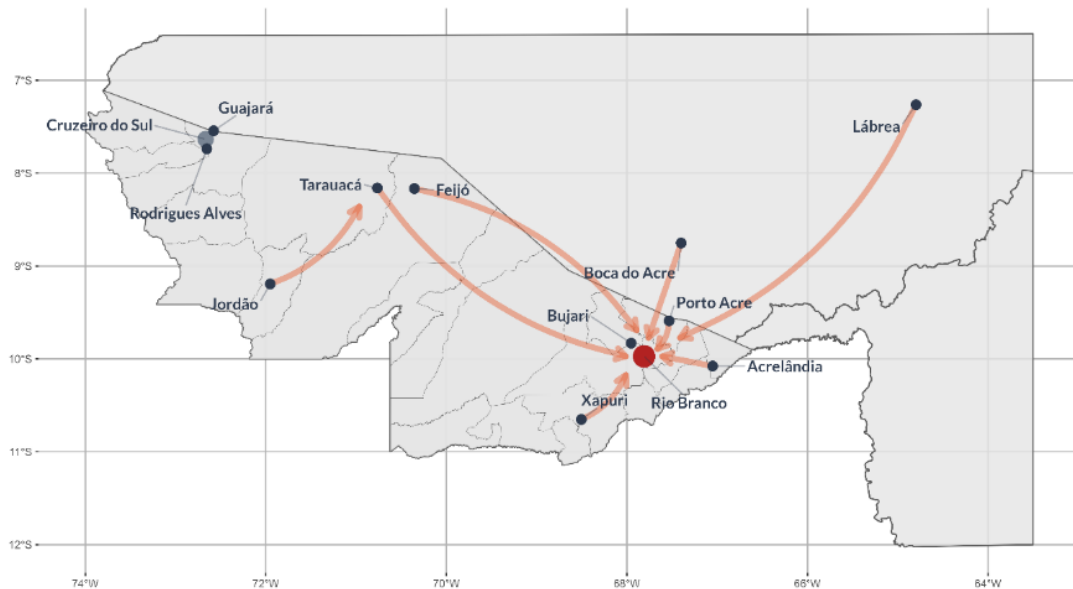 7°S
Guajará
Cruzeiro do Sul
Lábrea
8°S
Tarauacá
Feijó
Rodrigues Alves
9°S
Boca do Acre
Jordão
Porto Acre
Bujari
10°S
Acrelândia
Xapuri
Rio Branco
11°S
12°S
74°W
72°W
70°W
68°W
66°W
64°W